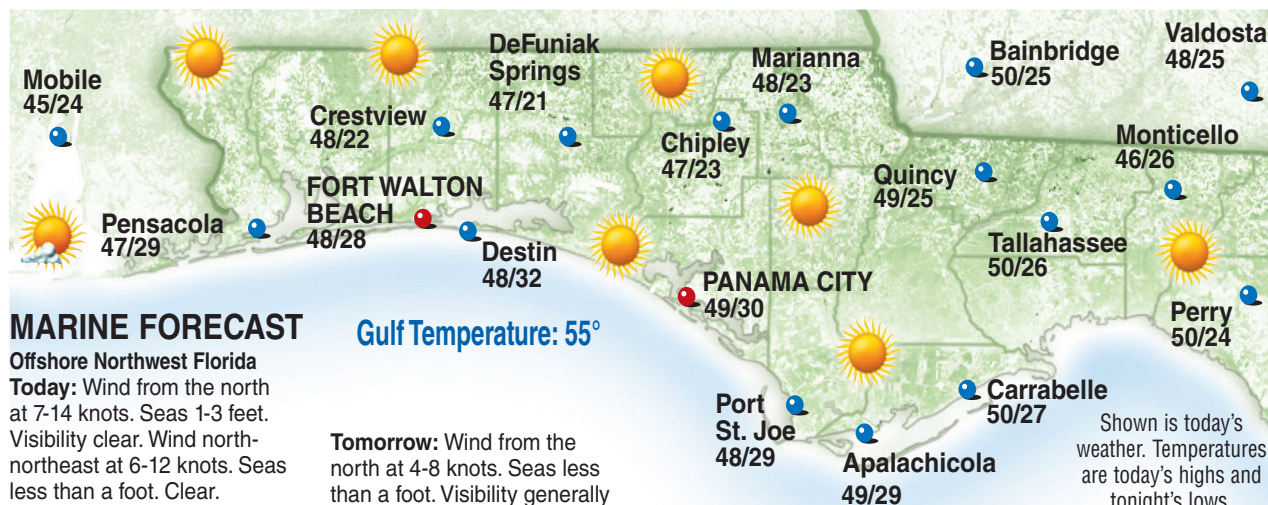 Mobile
45/24
Crestview
48/22
DeFuniak
Springs
47/21
Marianna
48/23
Chipley
47/23
Bainbridge
50/25
Valdosta
48/25
Monticello
46/26
Quincy
49/25
Tallahassee
50/26
Pensacola
47/29
FORT WALTON
BEACH
48/28
Destin
48/32
PANAMA CITY
49/30
Perry
50/24
Carrabelle
50/27
Port
St. Joe
48/29
Apalachicola
49/29
Gulf Temperature: 55°
MARINE FORECAST
Offshore Northwest Florida
Today: Wind from the north
at 7-14 knots. Seas 1-3 feet.
Visibility clear. Wind north-
northeast at 6-12 knots. Seas
less than a foot. Clear.
Tomorrow: Wind from the
north at 4-8 knots. Seas less
than a foot. Visibility generally
Shown is today's
weather. Temperatures
are today's highs and
tonight's lows.